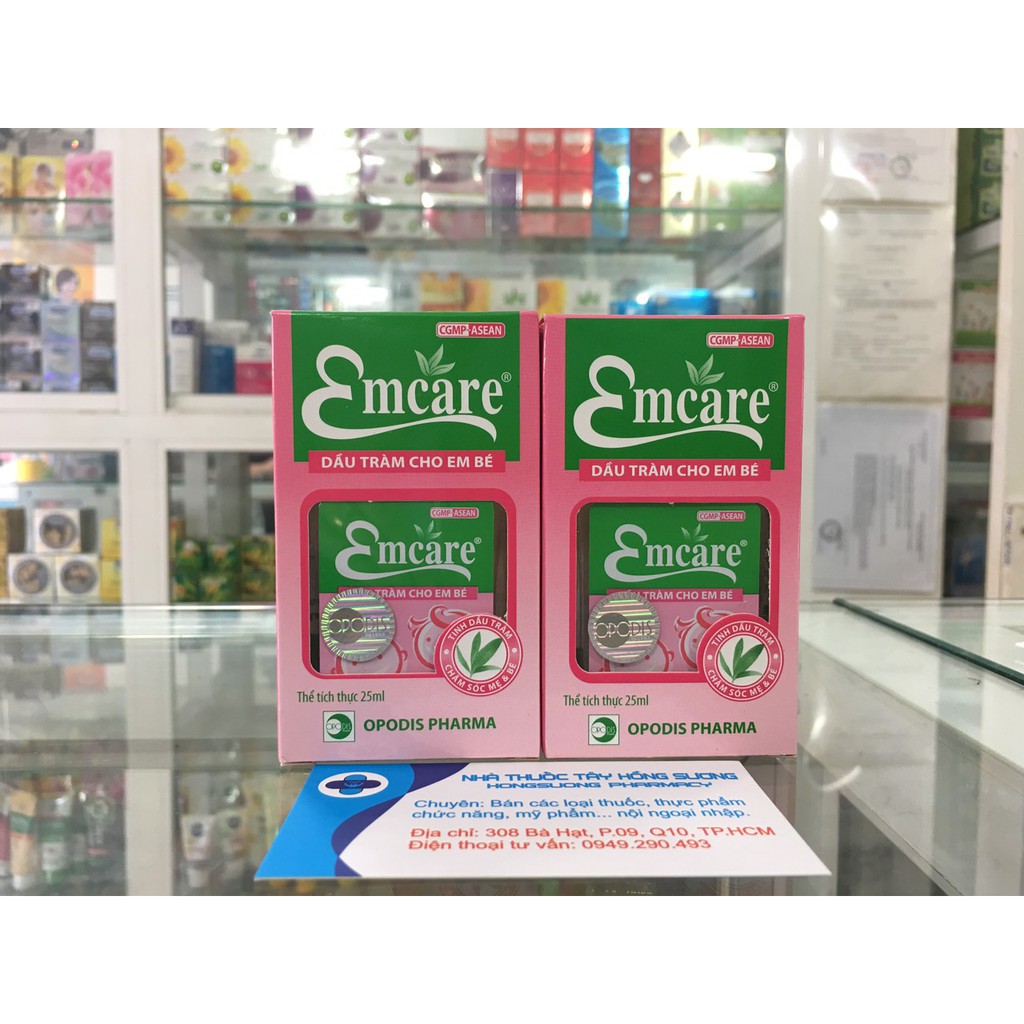 CGMP-ASEAN
Emcare®
DẦU TRÀM CHO EM BÉ
CGMP-ASEAN
Emcare®
TRÀM CHO EM BÉ
OPODIS
TINH DẦU TRÀM
CHĂM SÓC MẸ & BÉ
Thể tích thực 25ml
OPODIS
OPODIS PHARMA
CGMP-ASEAN
Emcare®
DẦU TRÀM CHO EM BÉ
CGMP-ASEAN
Emcare®
TRÀM CHO EM BÉ
OPODIS
TINH DẦU TRÀM
CHĂM SÓC MẸ & BÉ
Thể tích thực 25ml
OPODIS
OPODIS PHARMA
NHÀ THUỐC TÂY HỒNG SƯƠNG
HONGSUONG PHARMACY
Chuyên: Bán các loại thuốc, thực phẩm
chức năng, mỹ phẩm... nội ngoại nhập.
Địa chỉ: 308 Bà Hạt, P.09, Q10, TP.HCM
Điện thoại tư vấn: 0949.290.493